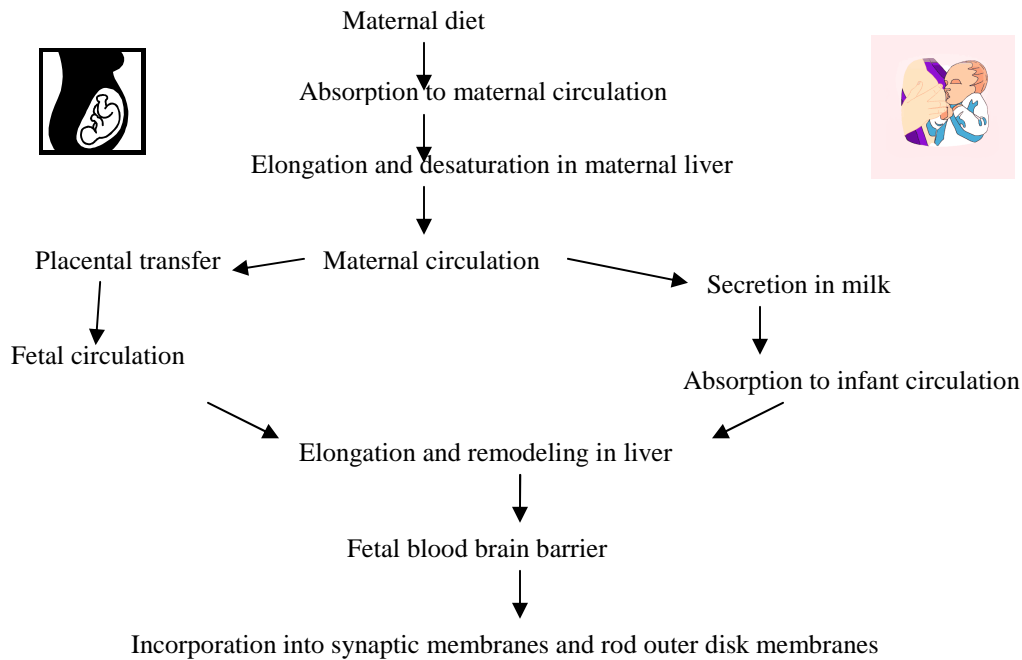 Maternal diet
Absorption to maternal circulation
Elongation and desaturation in maternal liver
Placental transfer
Maternal circulation
Secretion in milk
Fetal circulation
Absorption to infant circulation
Elongation and remodeling in liver
Fetal blood brain barrier
Incorporation into synaptic membranes and rod outer disk membranes